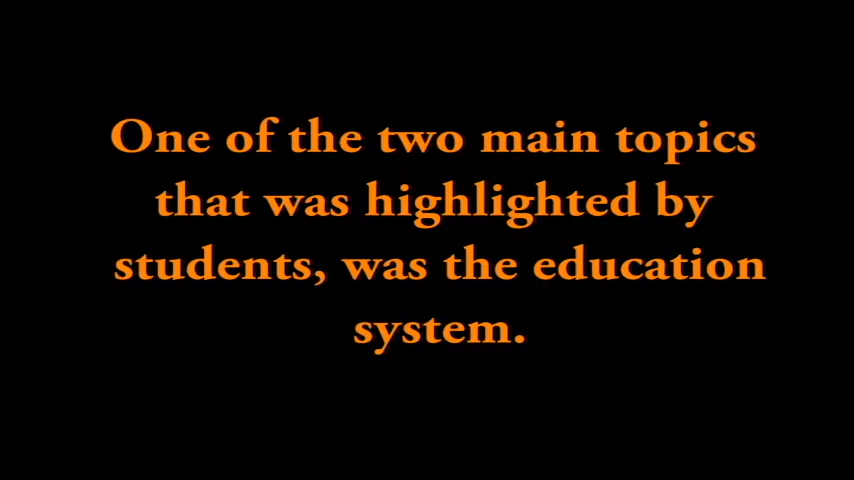 One of the two main topics
that was highlighted by
students, was the education
system.